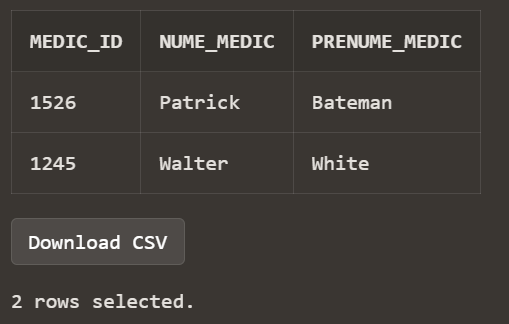 MEDIC_ID NUME_MEDIC PRENUME_MEDIC
1526 Patrick Bateman
1245 Walter White
Download CSV
2 rows selected.